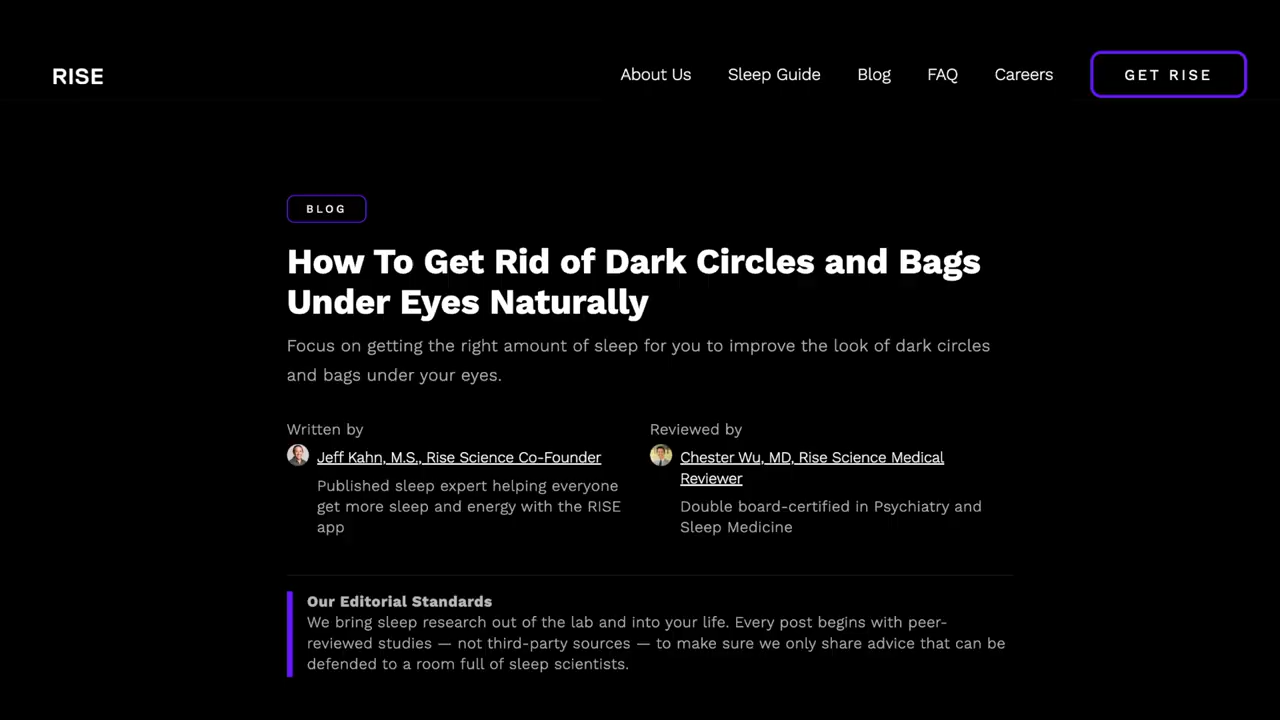 RISE
About Us
Sleep Guide
Blog
FAQ
Careers
GET RISE
BLOG
How To Get Rid of Dark Circles and Bags
Under Eyes Naturally
Focus on getting the right amount of sleep for you to improve the look of dark circles
and bags under your eyes.
Written by
Jeff Kahn, M.S., Rise Science Co-Founder
Published sleep expert helping everyone
get more sleep and energy with the RISE
app
Reviewed by
Chester Wu, MD, Rise Science Medical
Reviewer
Double board-certified in Psychiatry and
Sleep Medicine
Our Editorial Standards
We bring sleep research out of the lab and into your life. Every post begins with peer-
reviewed studies — not third-party sources — to make sure we only share advice that can be
defended to a room full of sleep scientists.